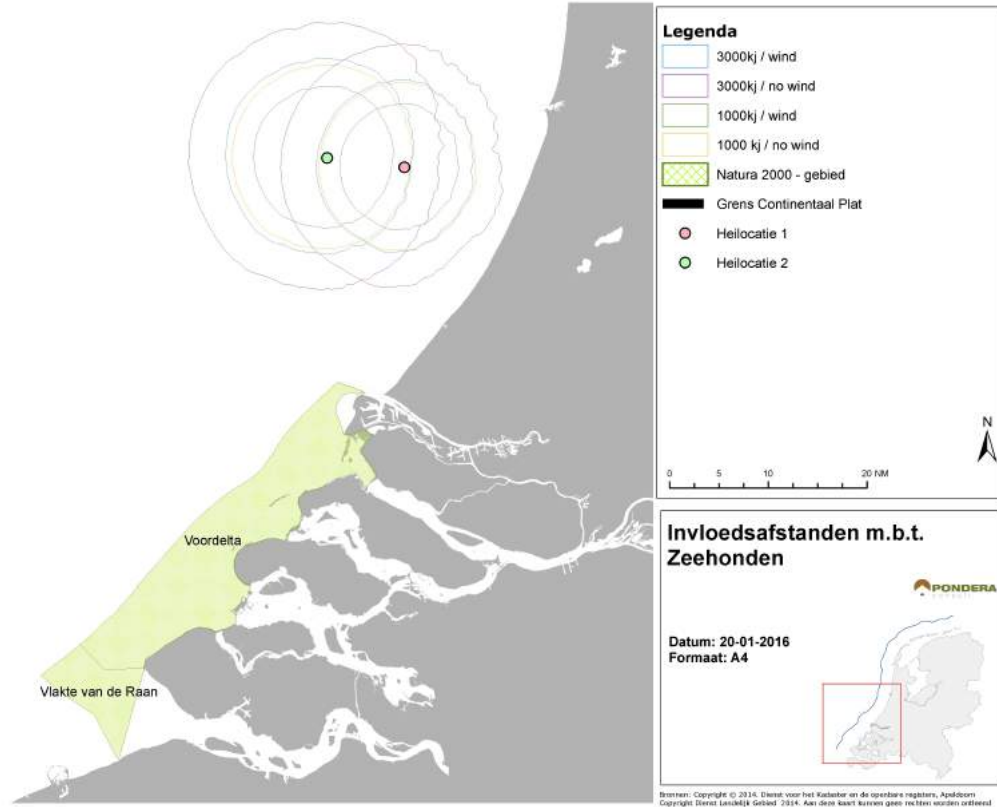 Legenda
3000kj / wind
3000kj / no wind
1000kj / wind
1000 kj / no wind
Natura 2000 - gebied
Grens Continentaal Plat
Heilocatie 1
Heilocatie 2
N
0 5 10 20 NM
Voordelta
Vlakte van de Raan
Invloedsafstanden m.b.t.
Zeehonden
PONDERA
Datum: 20-01-2016
Formaat: A4
Bronnen: Copyright © 2014, Dienst voor het Kadaster en de openbare registers, Apeldoorn
Copyright Dienst Landelijk Gebied 2014. Aan deze kaart kunnen geen rechten worden ontleend